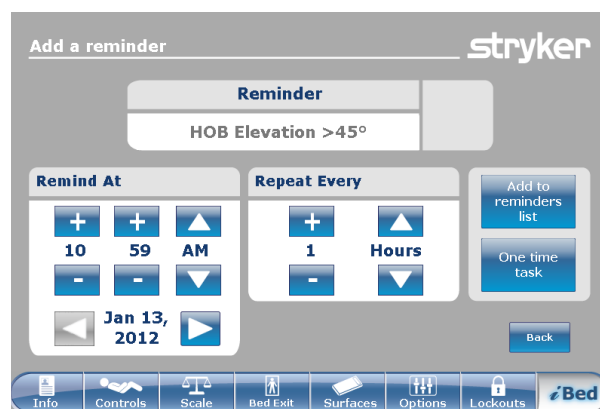 Add a reminder
stryker
Reminder
HOB Elevation >45°
Remind At
Repeat Every
+ + +
10 59 AM 1 Hours
- - -
Jan 13,
2012
Add to
reminders
list
One time
task
Back
Info Controls Scale Bed Exit Surfaces Options Lockouts iBed